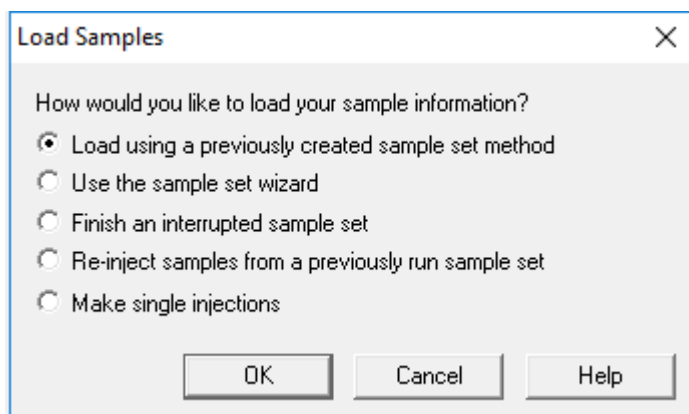 Load Samples
How would you like to load your sample information?
Load using a previously created sample set method
Use the sample set wizard
Finish an interrupted sample set
Re-inject samples from a previously run sample set
Make single injections
OK Cancel Help